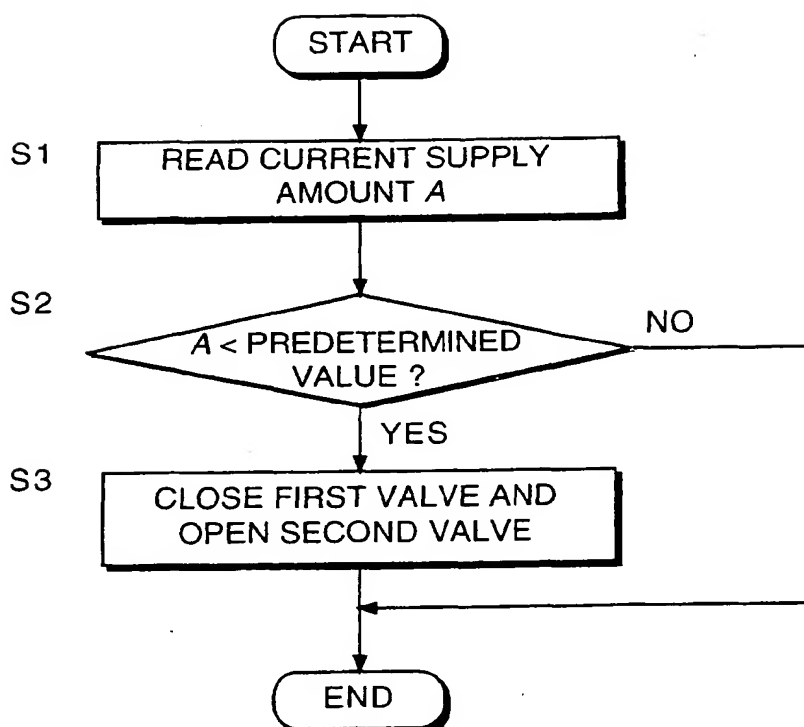 START
S1
READ CURRENT SUPPLY
AMOUNT A
S2
A < PREDETERMINED
VALUE ?
NO
YES
S3
CLOSE FIRST VALVE AND
OPEN SECOND VALVE
END